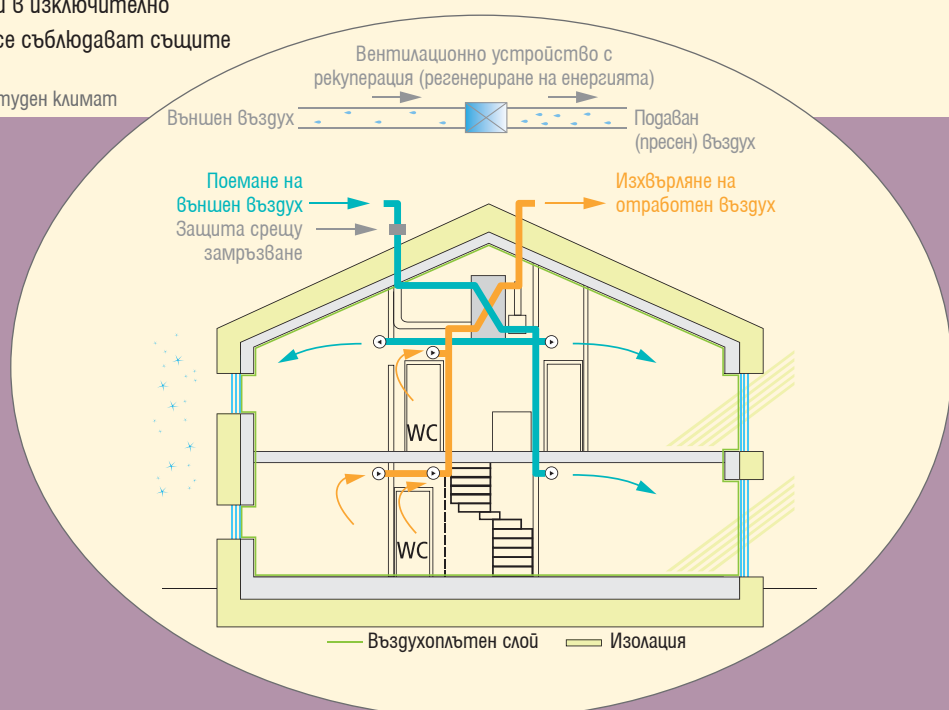 и в изключително
се съблюдават същите
туден климат
Вентилационно устройство с
рекуперация (регенериране на енергията)
Външен въздух
Подаван
(пресен) въздух
Поемане на
външен въздух
Изхвърляне на
отработен въздух
Защита срещу
замръзване
WC
WC
Въздухоплътен слой
Изолация